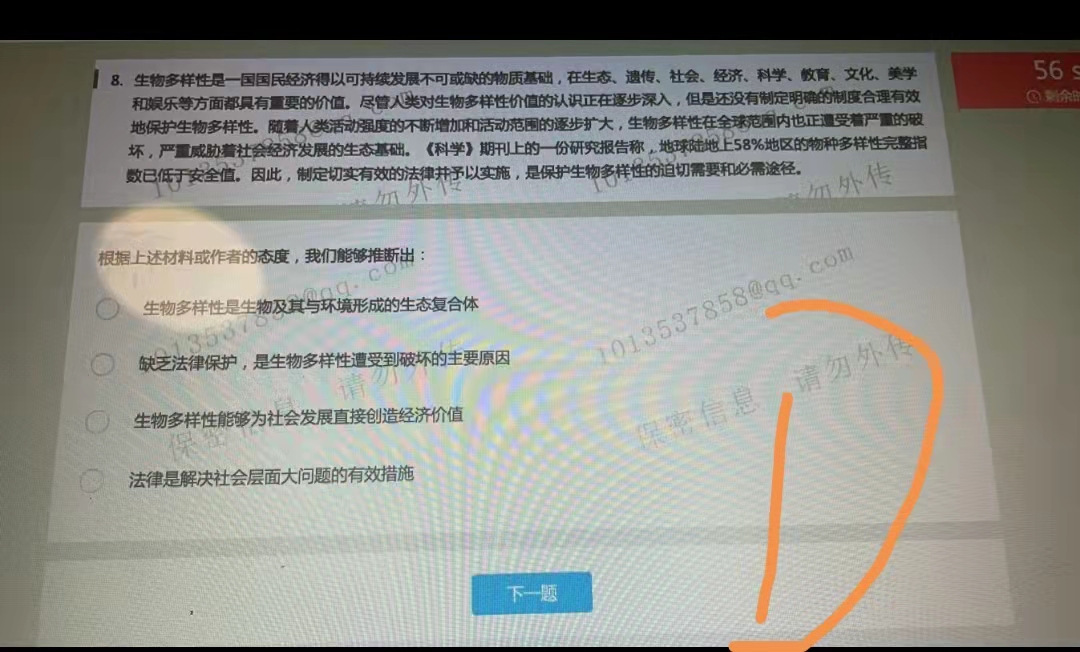 8. 生物多样性是一国国民经济得以可持续发展不可或缺的物质基础，在生态、遗传、社会、经济、科学、教育、文化、美学
和娱乐等方面都具有重要的价值。尽管人类对生物多样性价值的认识正在逐步深入，但是还没有制定明确的制度合理有效
地保护生物多样性。随着人类活动强度的不断增加和活动范围的逐步扩大，生物多样性在全球范围内也正遭受着严重的破
坏，严重威胁着社会经济发展的生态基础。《科学》期刊上的一份研究报告称，地球陆地上58%地区的物种多样性完整指
数已低于安全值。因此，制定切实有效的法律并予以实施，是保护生物多样性的迫切需要和必需途径。
56 s
剩余时
勿外传
勿外传
根据上述材料或作者的态度，我们能够推断出：
生物多样性是生物及其与环境形成的生态复合体
缺乏法律保护，是生物多样性遭受到破坏的主要原因
生物多样性能够为社会发展直接创造经济价值
法律是解决社会层面大问题的有效措施
1013537858@qq.com
1013537858@qq.com
保密信息 请勿外传
保密信息 请勿外传
下一题
D